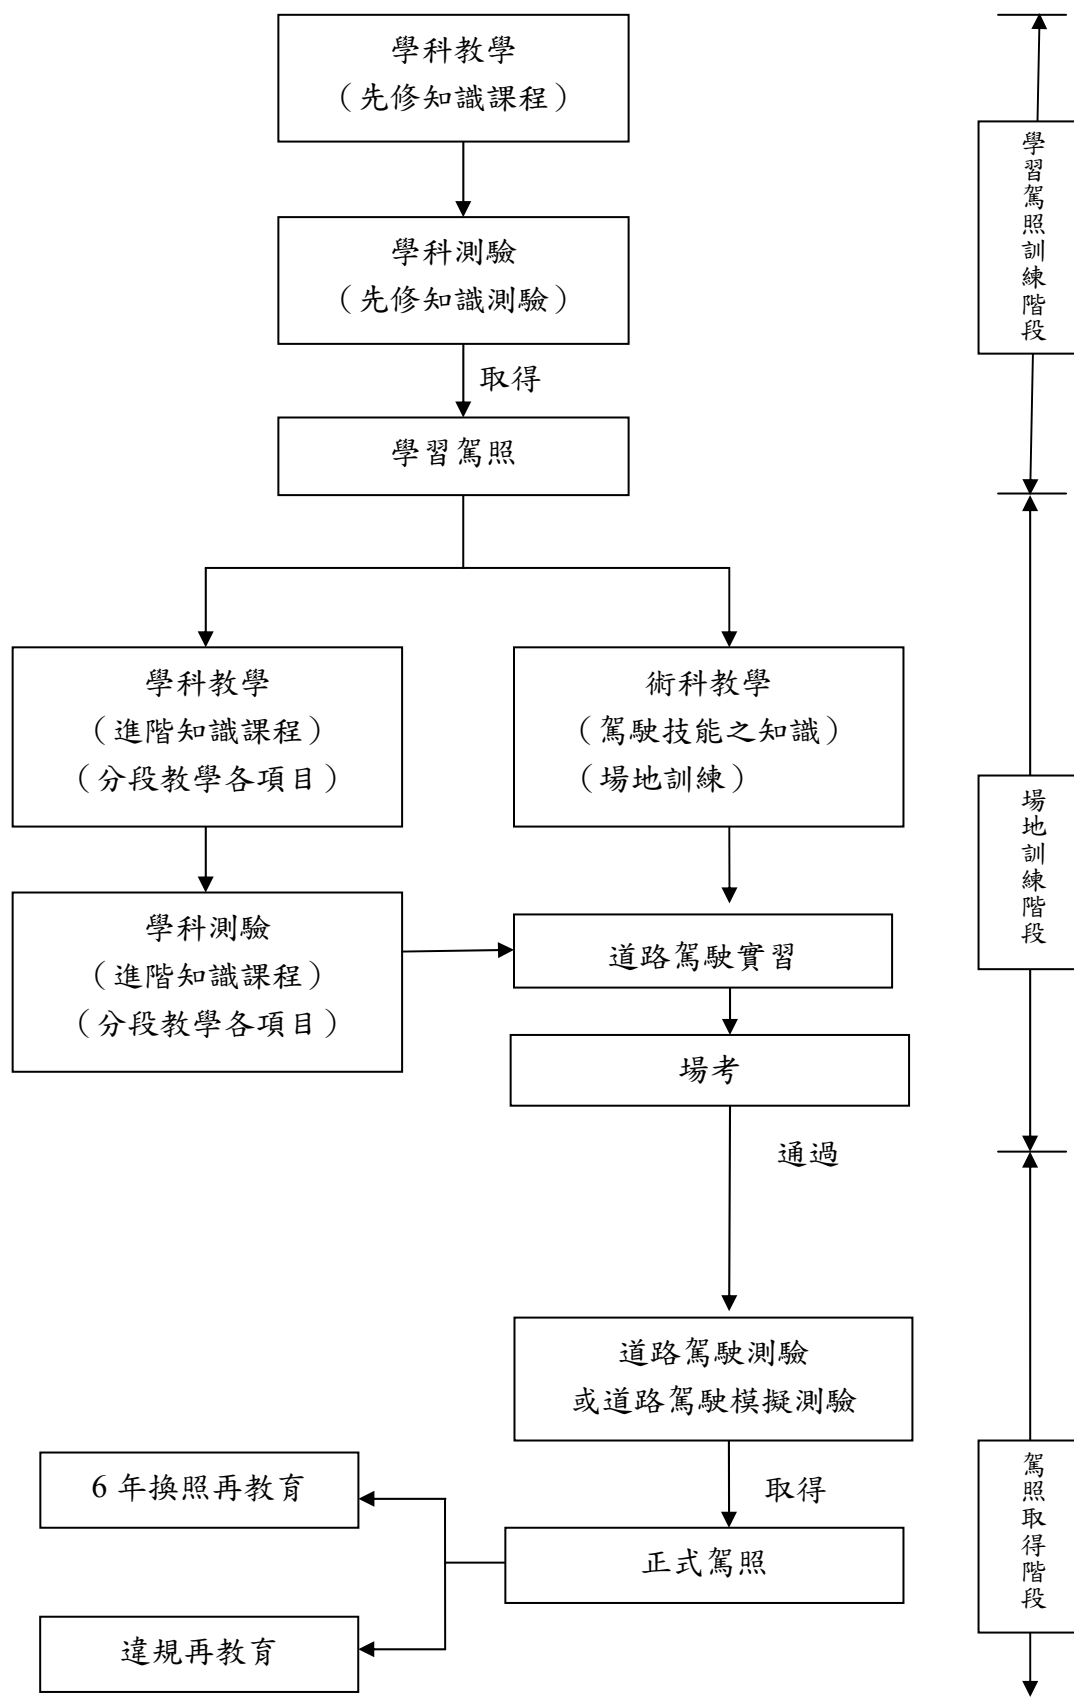 學科教學
（先修知識課程）
學科測驗
（先修知識測驗）
取得
學習駕照
學科教學
（進階知識課程）
（分段教學各項目）
術科教學
（駕駛技能之知識）
（場地訓練）
學科測驗
（進階知識課程）
（分段教學各項目）
道路駕駛實習
場考
通過
道路駕駛測驗
或道路駕駛模擬測驗
取得
正式駕照
6 年換照再教育
違規再教育
學習駕照訓練階段
場地訓練階段
駕照取得階段